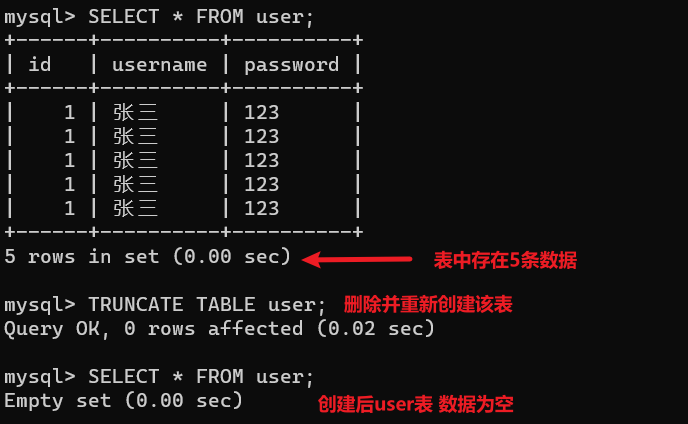 mysql> SELECT * FROM user;
+------+----------+----------+
| id   | username | password |
+------+----------+----------+
|    1 | 张三     | 123      |
|    1 | 张三     | 123      |
|    1 | 张三     | 123      |
|    1 | 张三     | 123      |
|    1 | 张三     | 123      |
+------+----------+----------+
5 rows in set (0.00 sec) 表中存在5条数据
mysql> TRUNCATE TABLE user; 删除并重新创建该表
Query OK, 0 rows affected (0.02 sec)
mysql> SELECT * FROM user;
Empty set (0.00 sec) 创建后user表 数据为空